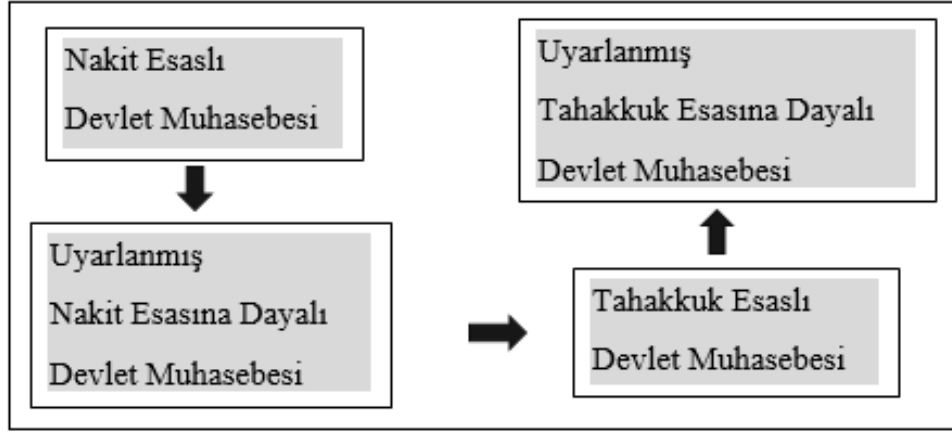 Nakit Esaslı
Devlet Muhasebesi
Uyarlanmış
Nakit Esasına Dayalı
Devlet Muhasebesi
Tahakkuk Esaslı
Devlet Muhasebesi
Uyarlanmış
Tahakkuk Esasına Dayalı
Devlet Muhasebesi